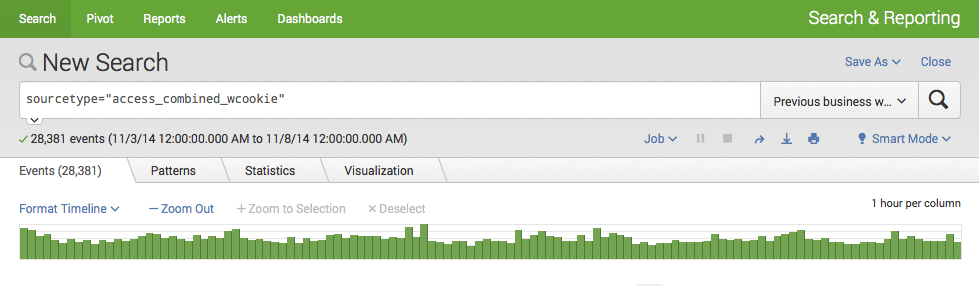 Search Pivot Reports Alerts Dashboards Search & Reporting
New Search Save As Close
sourcetype="access_combined_wcookie" Previous business w...
28,381 events (11/3/14 12:00:00.000 AM to 11/8/14 12:00:00.000 AM) Job Smart Mode
Events (28,381) Patterns Statistics Visualization
Format Timeline — Zoom Out + Zoom to Selection × Deselect 1 hour per column